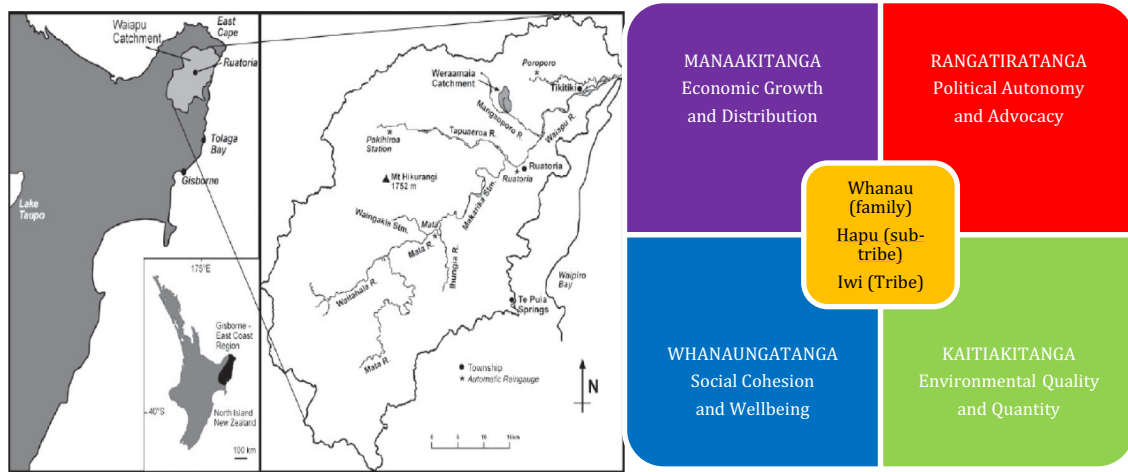 Waiapu
Catchment
East
Cape
Ruatoria
Tolaga
Bay
Gisborne
Lake
Taupo
175°E
Gisborne -
East Coast
Region
40°S
North Island
New Zealand
100 km
Poroporo
Weraamaia
Catchment
Tikitiki
Mangaoporo R.
Waiapu R.
Tapuaeroa R.
Pakihiroa
Station
Ruatoria
Ruatoria
Mt Hikurangi
1752 m
Makarika Stm.
Waingakia Stm.
Mata
Mata R.
Ihungia R.
Waitahaia R.
Waipiro
Bay
Te Puia
Springs
Mata R.
Township
Automatic Raingauge
N
0 5 10km
MANAAKITANGA
Economic Growth
and Distribution
RANGATIRATANGA
Political Autonomy
and Advocacy
Whanau
(family)
Hapu (sub-
tribe)
Iwi (Tribe)
WHANAUNGATANGA
Social Cohesion
and Wellbeing
KAITIAKITANGA
Environmental Quality
and Quantity